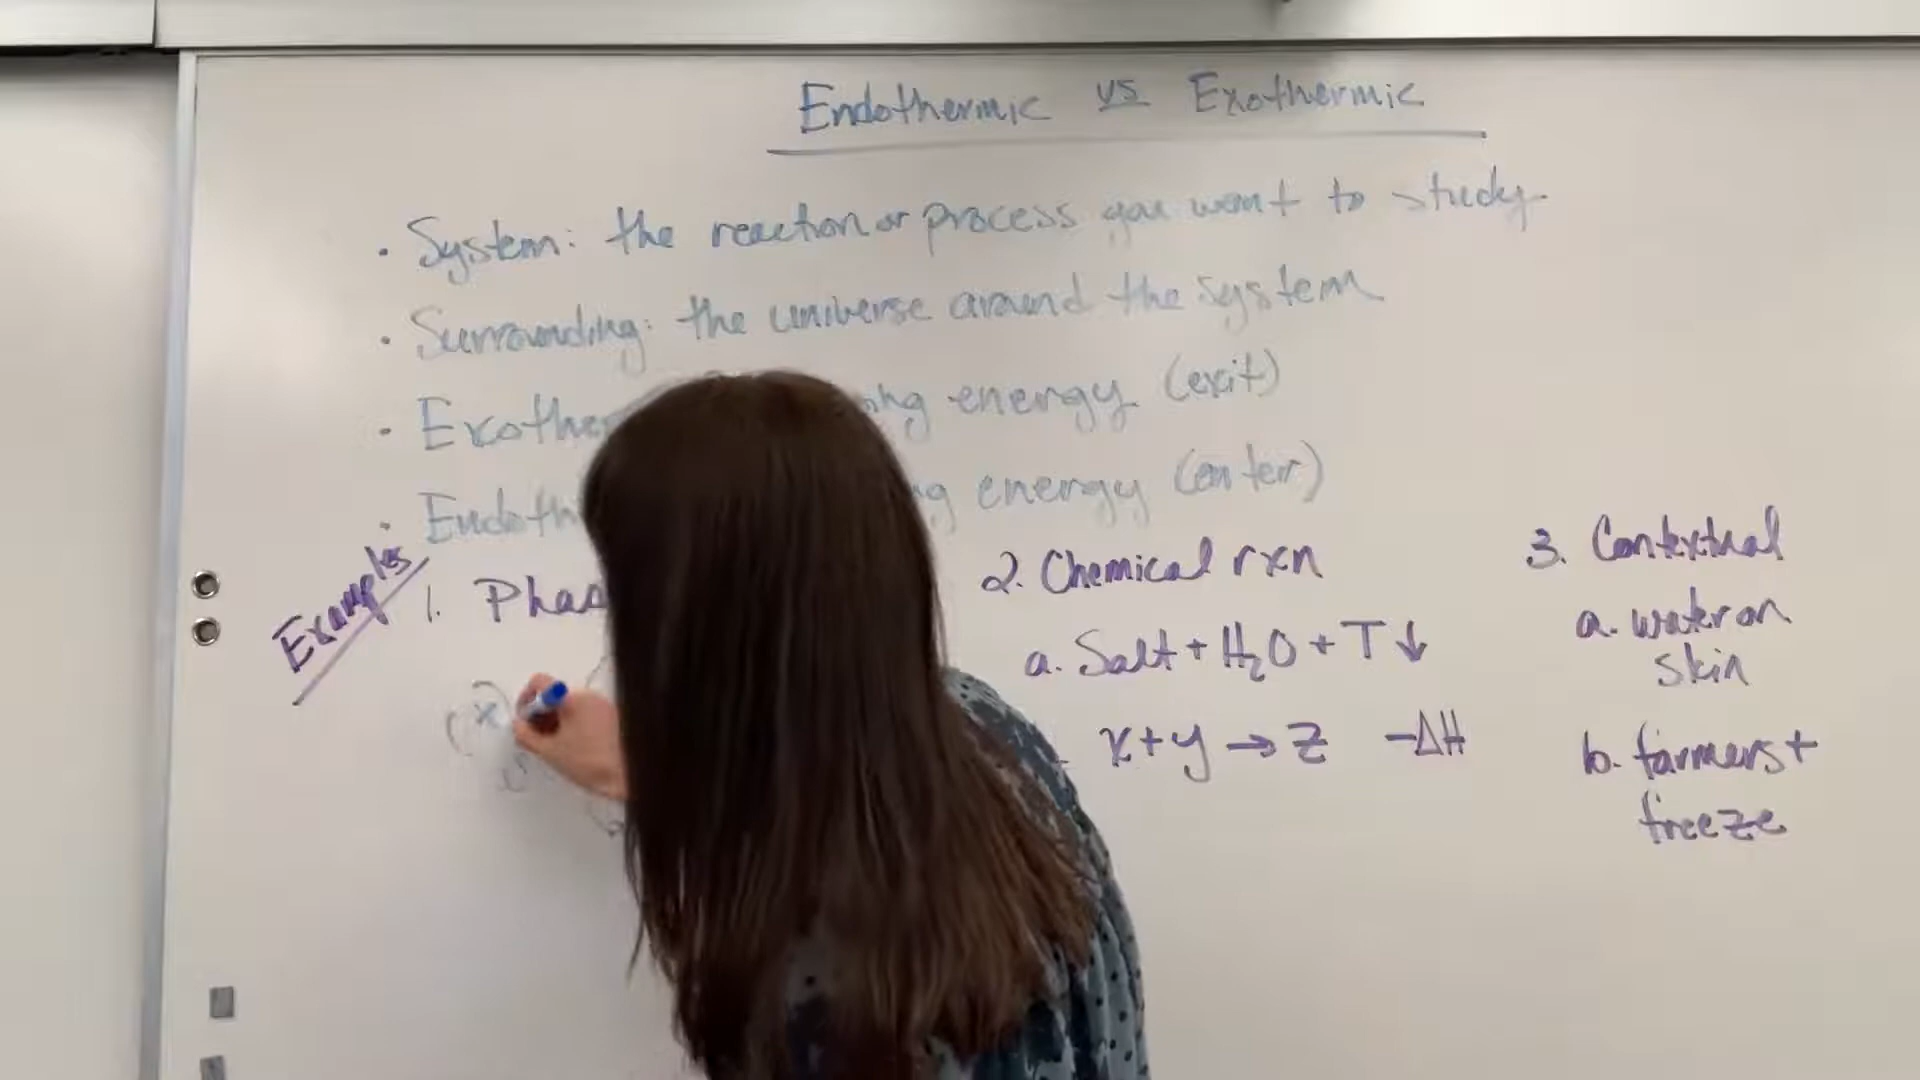 Endothermic vs Exothermic
• System: the reaction or process you want to study
• Surrounding: the universe around the system
• Exother ing energy (exit)
• Endoth ng energy (enter)
Examples
1. Phas
2. Chemical rxn
a. Salt + H₂O + T ↓
x + y → z -ΔH
3. Contextual
a. water on
skin
b. farmers +
freeze